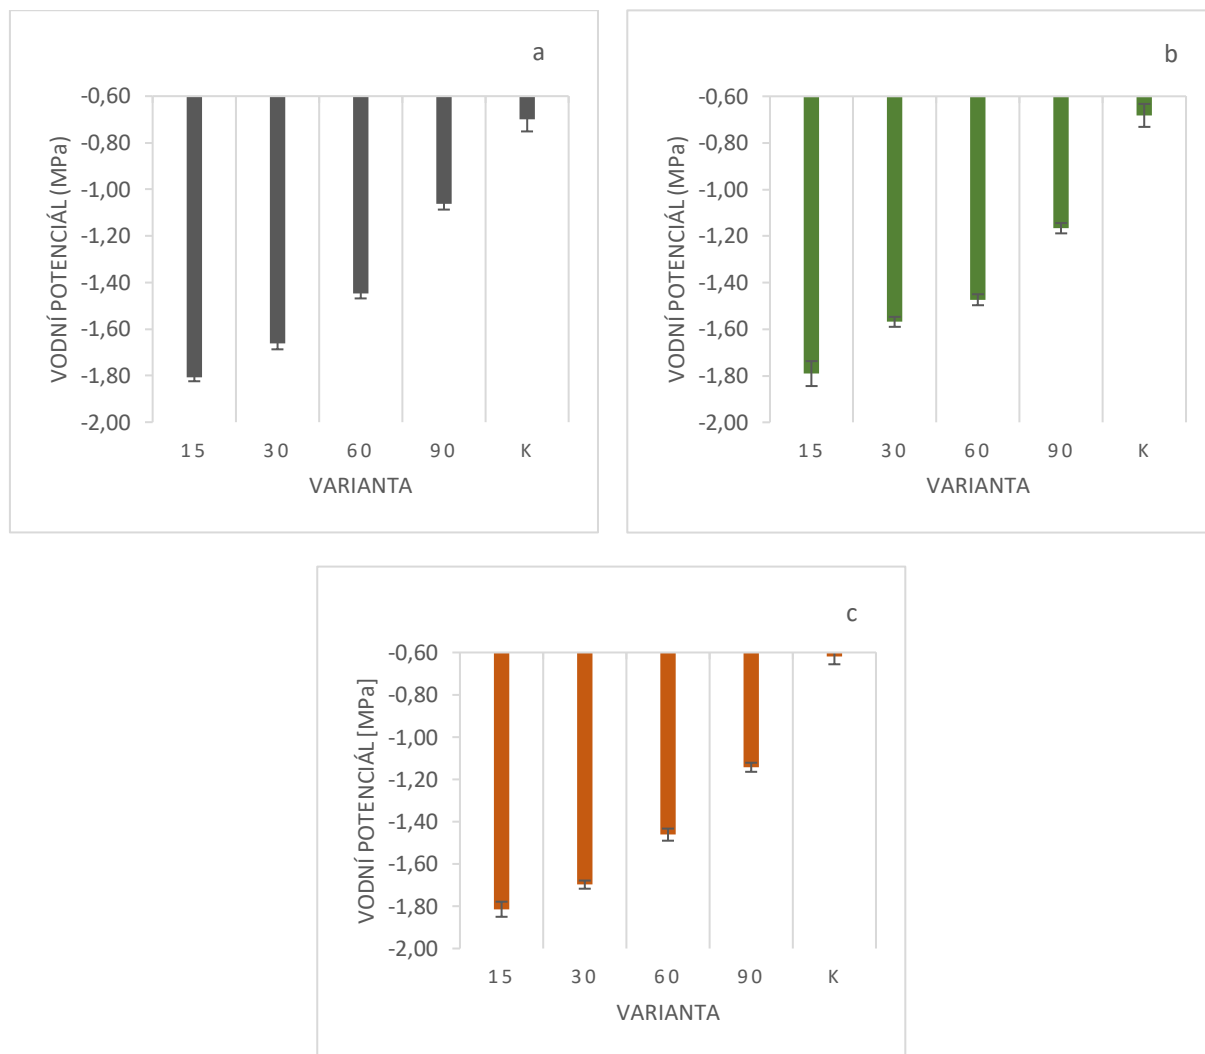 a
-0,60
-0,80
-1,00
-1,20
-1,40
-1,60
-1,80
-2,00
VODNÍ POTENCIÁL (MPa)
15 30 60 90 K
VARIANTA
b
-0,60
-0,80
-1,00
-1,20
-1,40
-1,60
-1,80
-2,00
VODNÍ POTENCIÁL (MPa)
15 30 60 90 K
VARIANTA
c
-0,60
-0,80
-1,00
-1,20
-1,40
-1,60
-1,80
-2,00
VODNÍ POTENCIÁL [MPa]
15 30 60 90 K
VARIANTA